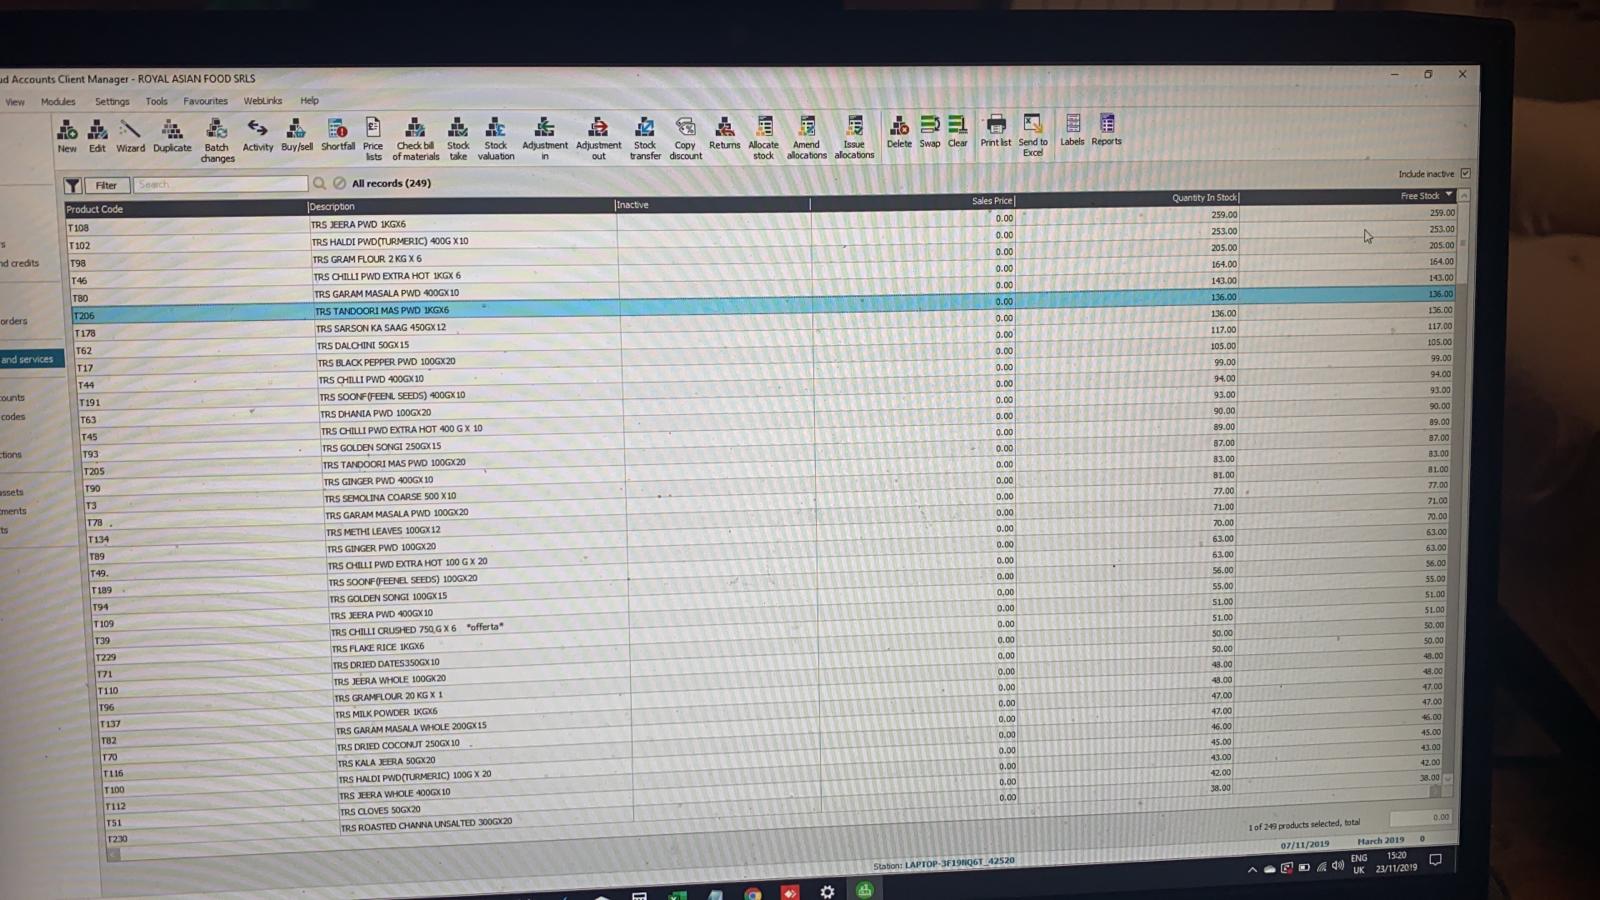 ud Accounts Client Manager - ROYAL ASIAN FOOD SRLS
View Modules Settings Tools Favourites WebLinks Help
New Edit Wizard Duplicate Batch changes Activity Buy/sell Shortfall Price lists Check bill of materials Stock take Stock valuation Adjustment in Adjustment out Stock transfer Copy discount Returns Allocate stock Amend allocations Issue allocations Delete Swap Clear Print list Send to Excel Labels Reports
Filter Search All records (249) Include inactive
Product Code Description Inactive Sales Price Quantity In Stock Free Stock
T108 TRS JEERA PWD 1KGX6 0.00 259.00 259.00
T102 TRS HALDI PWD(TURMERIC) 400G X10 0.00 253.00 253.00
T98 TRS GRAM FLOUR 2 KG X 6 0.00 205.00 205.00
T46 TRS CHILLI PWD EXTRA HOT 1KGX 6 0.00 164.00 164.00
T80 TRS GARAM MASALA PWD 400GX10 0.00 143.00 143.00
T206 TRS TANDOORI MAS PWD 1KGX6 0.00 136.00 136.00
T178 TRS SARSON KA SAAG 450GX12 0.00 136.00 136.00
T62 TRS DALCHINI 50GX15 0.00 117.00 117.00
T17 TRS BLACK PEPPER PWD 100GX20 0.00 105.00 105.00
T44 TRS CHILLI PWD 400GX10 0.00 99.00 99.00
T191 TRS SOONF(FEENL SEEDS) 400GX10 0.00 94.00 94.00
T63 TRS DHANIA PWD 100GX20 0.00 93.00 93.00
T45 TRS CHILLI PWD EXTRA HOT 400 G X 10 0.00 90.00 90.00
T93 TRS GOLDEN SONGI 250GX15 0.00 89.00 89.00
T205 TRS TANDOORI MAS PWD 100GX20 0.00 87.00 87.00
T90 TRS GINGER PWD 400GX10 0.00 83.00 83.00
T3 TRS SEMOLINA COARSE 500 X10 0.00 81.00 81.00
T78 TRS GARAM MASALA PWD 100GX20 0.00 77.00 77.00
T134 TRS METHI LEAVES 100GX12 0.00 71.00 71.00
T89 TRS GINGER PWD 100GX20 0.00 70.00 70.00
T49. TRS CHILLI PWD EXTRA HOT 100 G X 20 0.00 63.00 63.00
T189 TRS SOONF(FEENEL SEEDS) 100GX20 0.00 63.00 63.00
T94 TRS GOLDEN SONGI 100GX15 0.00 56.00 56.00
T109 TRS JEERA PWD 400GX10 0.00 55.00 55.00
T39 TRS CHILLI CRUSHED 750 G X 6 *offerta* 0.00 51.00 51.00
T229 TRS FLAKE RICE 1KGX6 0.00 51.00 51.00
T71 TRS DRIED DATES350GX10 0.00 50.00 50.00
T110 TRS JEERA WHOLE 100GX20 0.00 50.00 50.00
T96 TRS GRAMFLOUR 20 KG X 1 0.00 48.00 48.00
T137 TRS MILK POWDER 1KGX6 0.00 48.00 48.00
T82 TRS GARAM MASALA WHOLE 200GX15 0.00 47.00 47.00
T70 TRS DRIED COCONUT 250GX10 0.00 47.00 47.00
T116 TRS KALA JEERA 50GX20 0.00 46.00 46.00
T100 TRS HALDI PWD(TURMERIC) 100G X 20 0.00 45.00 45.00
T112 TRS JEERA WHOLE 400GX10 0.00 43.00 43.00
T51 TRS CLOVES 50GX20 0.00 42.00 42.00
T230 TRS ROASTED CHANNA UNSALTED 300GX20 0.00 38.00 38.00
nd credits
orders
and services
ounts
codes
ctions
assets
ments
ts
1 of 249 products selected, total 0.00
Station: LAPTOP-3F19NQ6T_42520 07/11/2019 March 2019 0
ENG
UK
15:20
23/11/2019